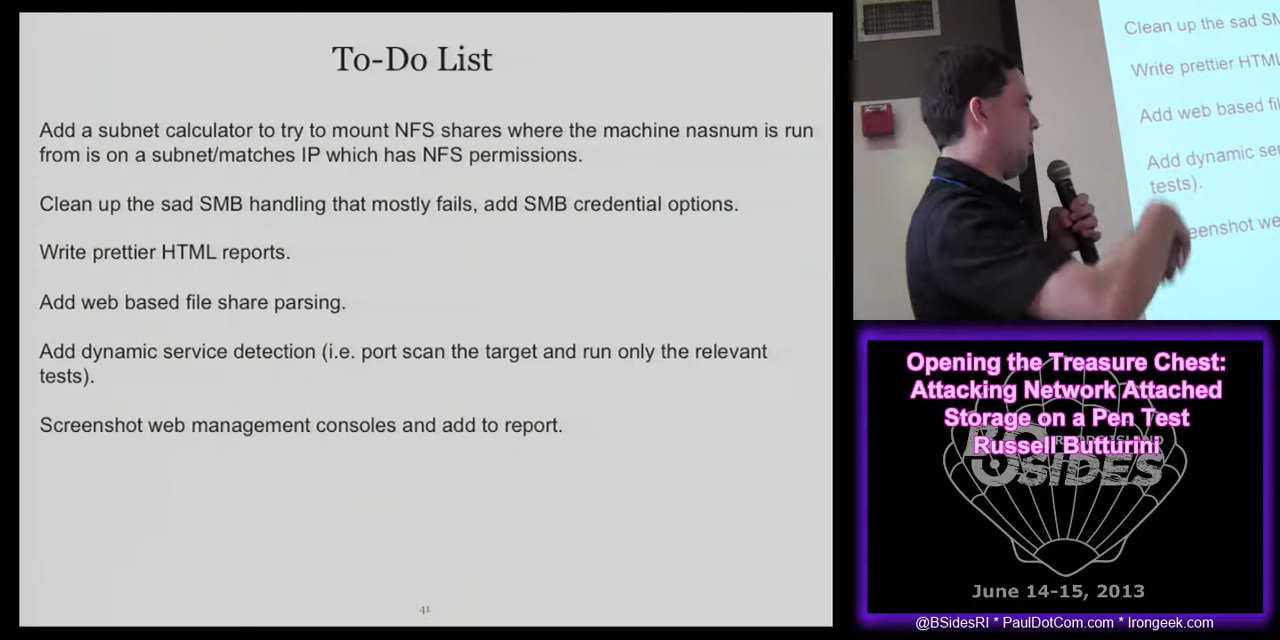 To-Do List
Add a subnet calculator to try to mount NFS shares where the machine nasnum is run
from is on a subnet/matches IP which has NFS permissions.
Clean up the sad SMB handling that mostly fails, add SMB credential options.
Write prettier HTML reports.
Add web based file share parsing.
Add dynamic service detection (i.e. port scan the target and run only the relevant
tests).
Screenshot web management consoles and add to report.
41
Clean up the sad SM
Write prettier HTML
Add web based fil
Add dynamic se
tests).
eenshot we
Opening the Treasure Chest:
Attacking Network Attached
Storage on a Pen Test
Russell Butturini
BSIDES
June 14-15, 2013
@BSidesRI * PaulDotCom.com * Irongeek.com